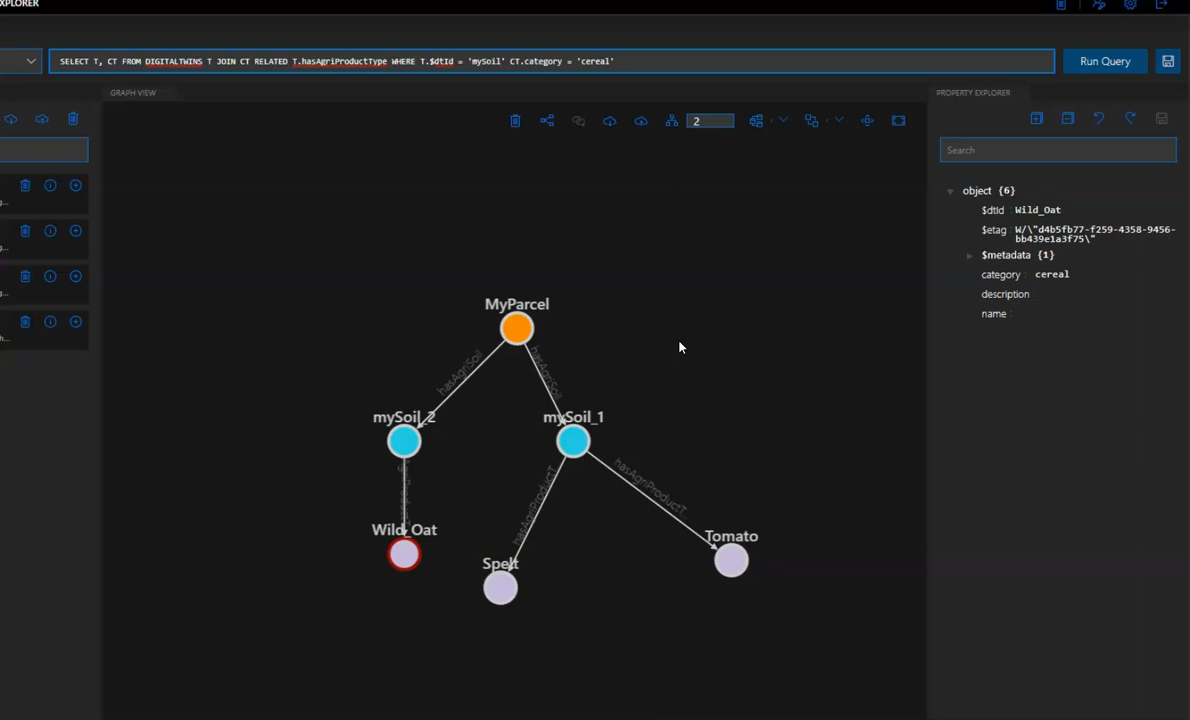 XPLORER
SELECT T, CT FROM DIGITALTWINS T JOIN CT RELATED T.hasAgriProductType WHERE T.$dtId = 'mySoil' CT.category = 'cereal'
Run Query
GRAPH VIEW
PROPERTY EXPLORER
2
Search
g...
g...
g...
h...
object {6}
$dtId Wild_Oat
$etag W/\"d4b5fb77-f259-4358-9456-
bb439e1a3f75\"
$metadata {1}
category : cereal
description :
name :
MyParcel
hasAgriSoil
hasAgriSoil
mySoil_2
mySoil_1
hasAgriProductT
hasAgriProductT
Wild_Oat
Spelt
Tomato